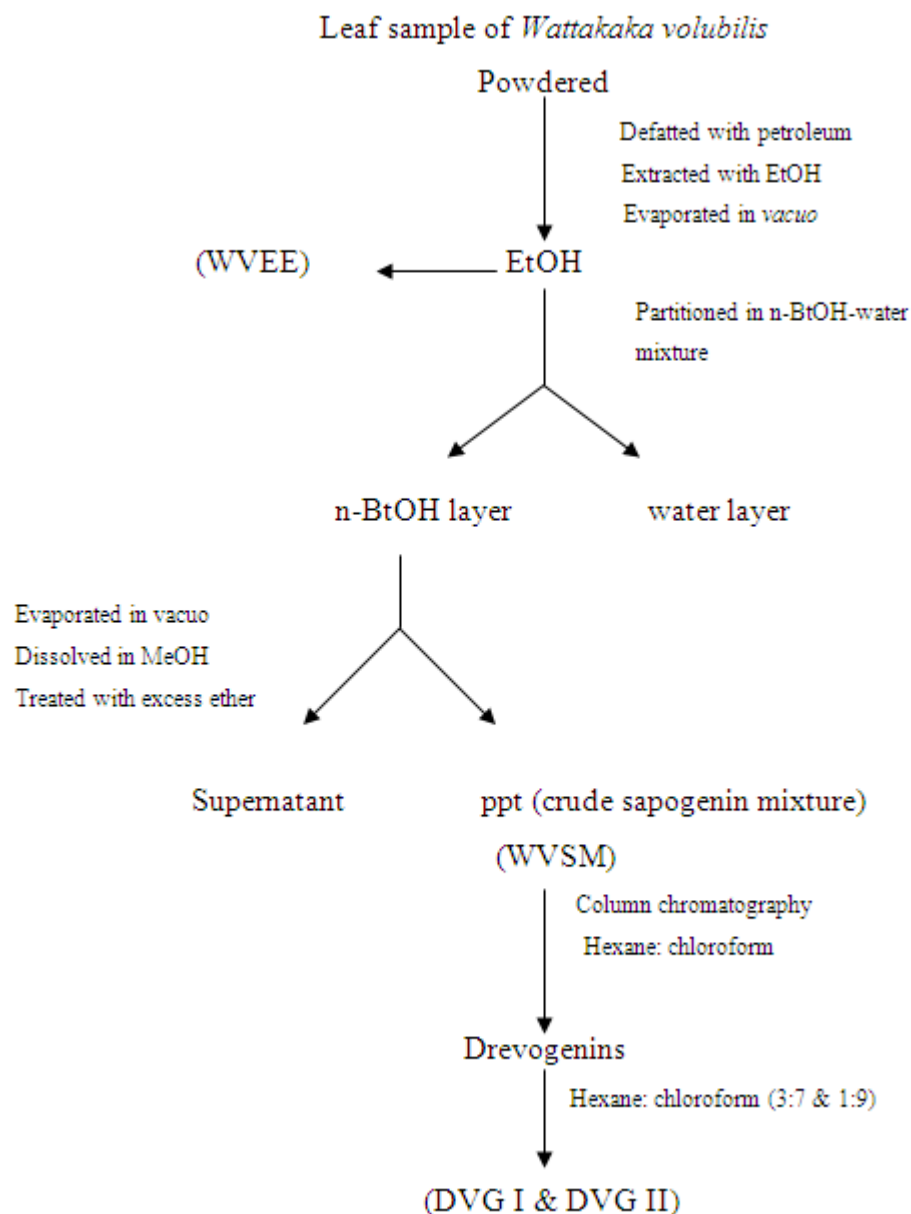 Leaf sample of Wattakaka volubilis
Powdered
Defatted with petroleum
Extracted with EtOH
Evaporated in vacuo
(WVEE)
EtOH
Partitioned in n-BtOH-water
mixture
n-BtOH layer
water layer
Evaporated in vacuo
Dissolved in MeOH
Treated with excess ether
Supernatant
ppt (crude sapogenin mixture)
(WVSM)
Column chromatography
Hexane: chloroform
Drevogenins
Hexane: chloroform (3:7 & 1:9)
(DVG I & DVG II)